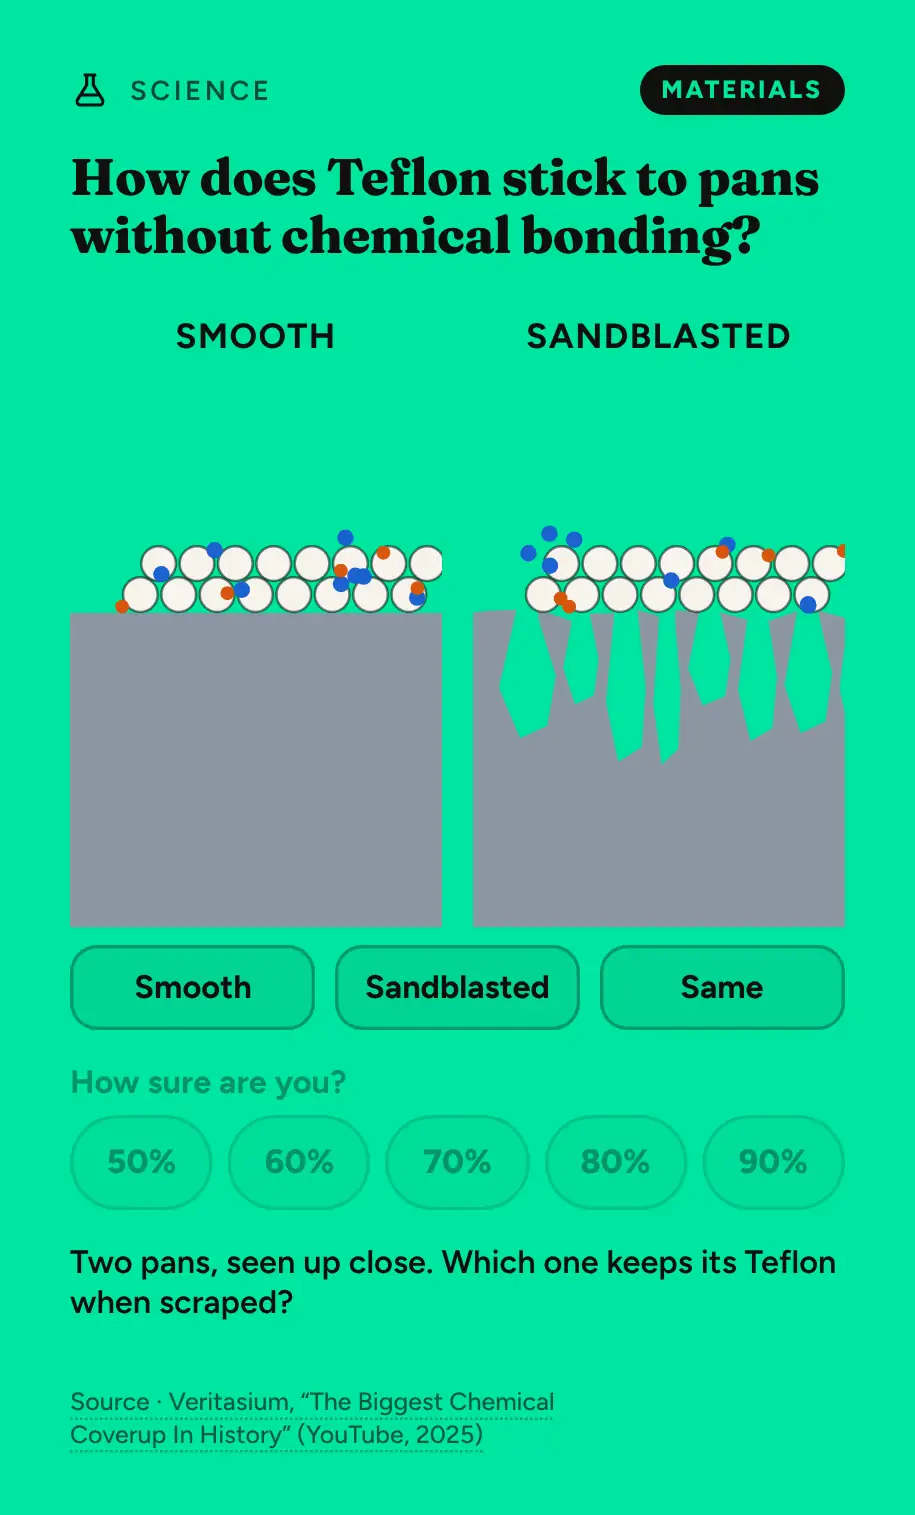 SCIENCE
MATERIALS
How does Teflon stick to pans
without chemical bonding?
SMOOTH
SANDBLASTED
Smooth
Sandblasted
Same
How sure are you?
50%
60%
70%
80%
90%
Two pans, seen up close. Which one keeps its Teflon
when scraped?
Source · Veritasium, “The Biggest Chemical
Coverup In History” (YouTube, 2025)